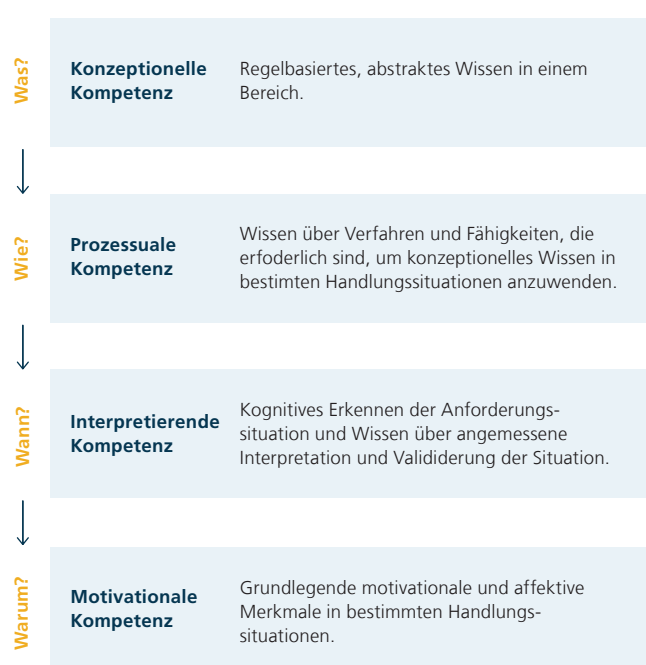 Was?
Konzeptionelle
Kompetenz
Regelbasiertes, abstraktes Wissen in einem
Bereich.
Wie?
Prozessuale
Kompetenz
Wissen über Verfahren und Fähigkeiten, die
erfoderlich sind, um konzeptionelles Wissen in
bestimten Handlungssituationen anzuwenden.
Wann?
Interpretierende
Kompetenz
Kognitives Erkennen der Anforderungs-
situation und Wissen über angemessene
Interpretation und Valididerung der Situation.
Warum?
Motivationale
Kompetenz
Grundlegende motivationale und affektive
Merkmale in bestimmten Handlungs-
situationen.